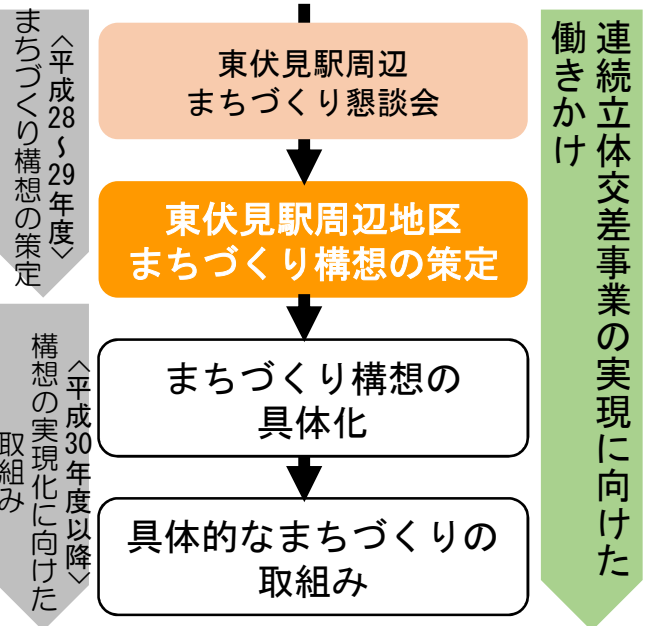 〈平成28～29年度〉
まちづくり構想の策定
東伏見駅周辺
まちづくり懇談会
東伏見駅周辺地区
まちづくり構想の策定
〈平成30年度以降〉
構想の実現化に向けた
取組み
まちづくり構想の
具体化
具体的なまちづくりの
取組み
連続立体交差事業の実現に向けた
働きかけ